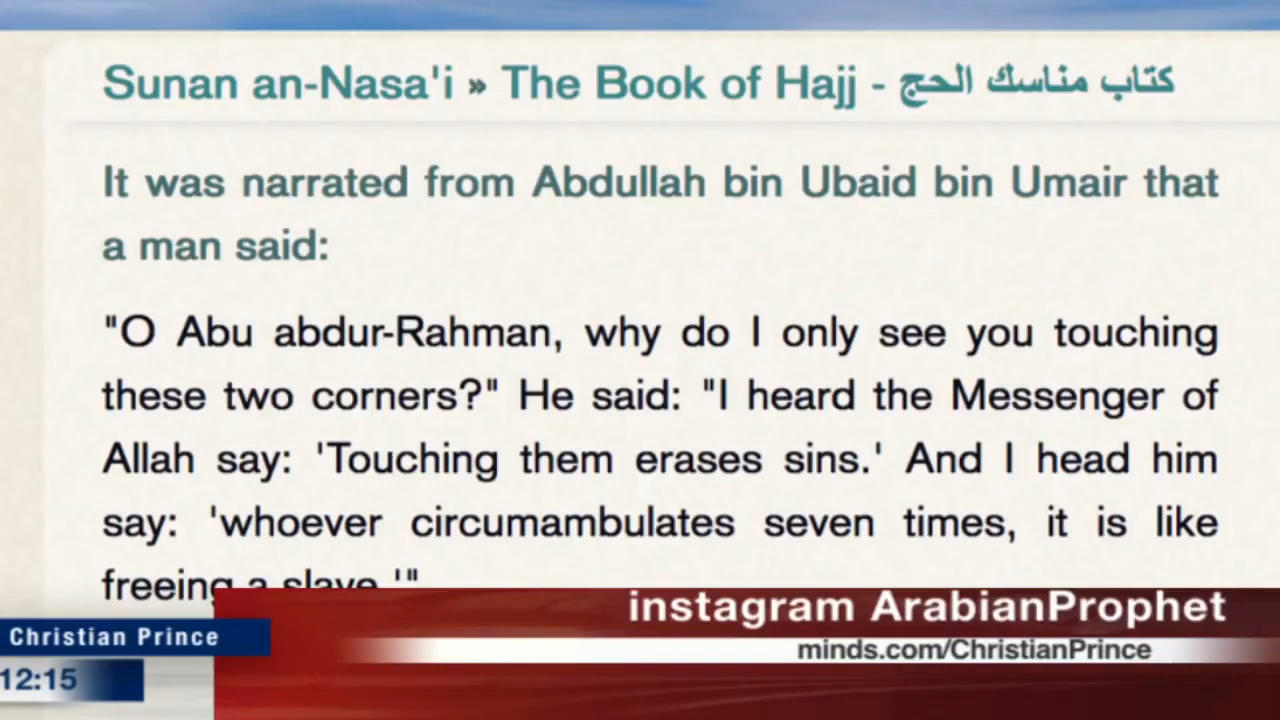 Sunan an-Nasa'i » The Book of Hajj - كتاب مناسك الحج
It was narrated from Abdullah bin Ubaid bin Umair that
a man said:
"O Abu abdur-Rahman, why do I only see you touching
these two corners?" He said: "I heard the Messenger of
Allah say: 'Touching them erases sins.' And I head him
say: 'whoever circumambulates seven times, it is like
freeing a slave.'"
instagram ArabianProphet
Christian Prince
minds.com/ChristianPrince
12:15